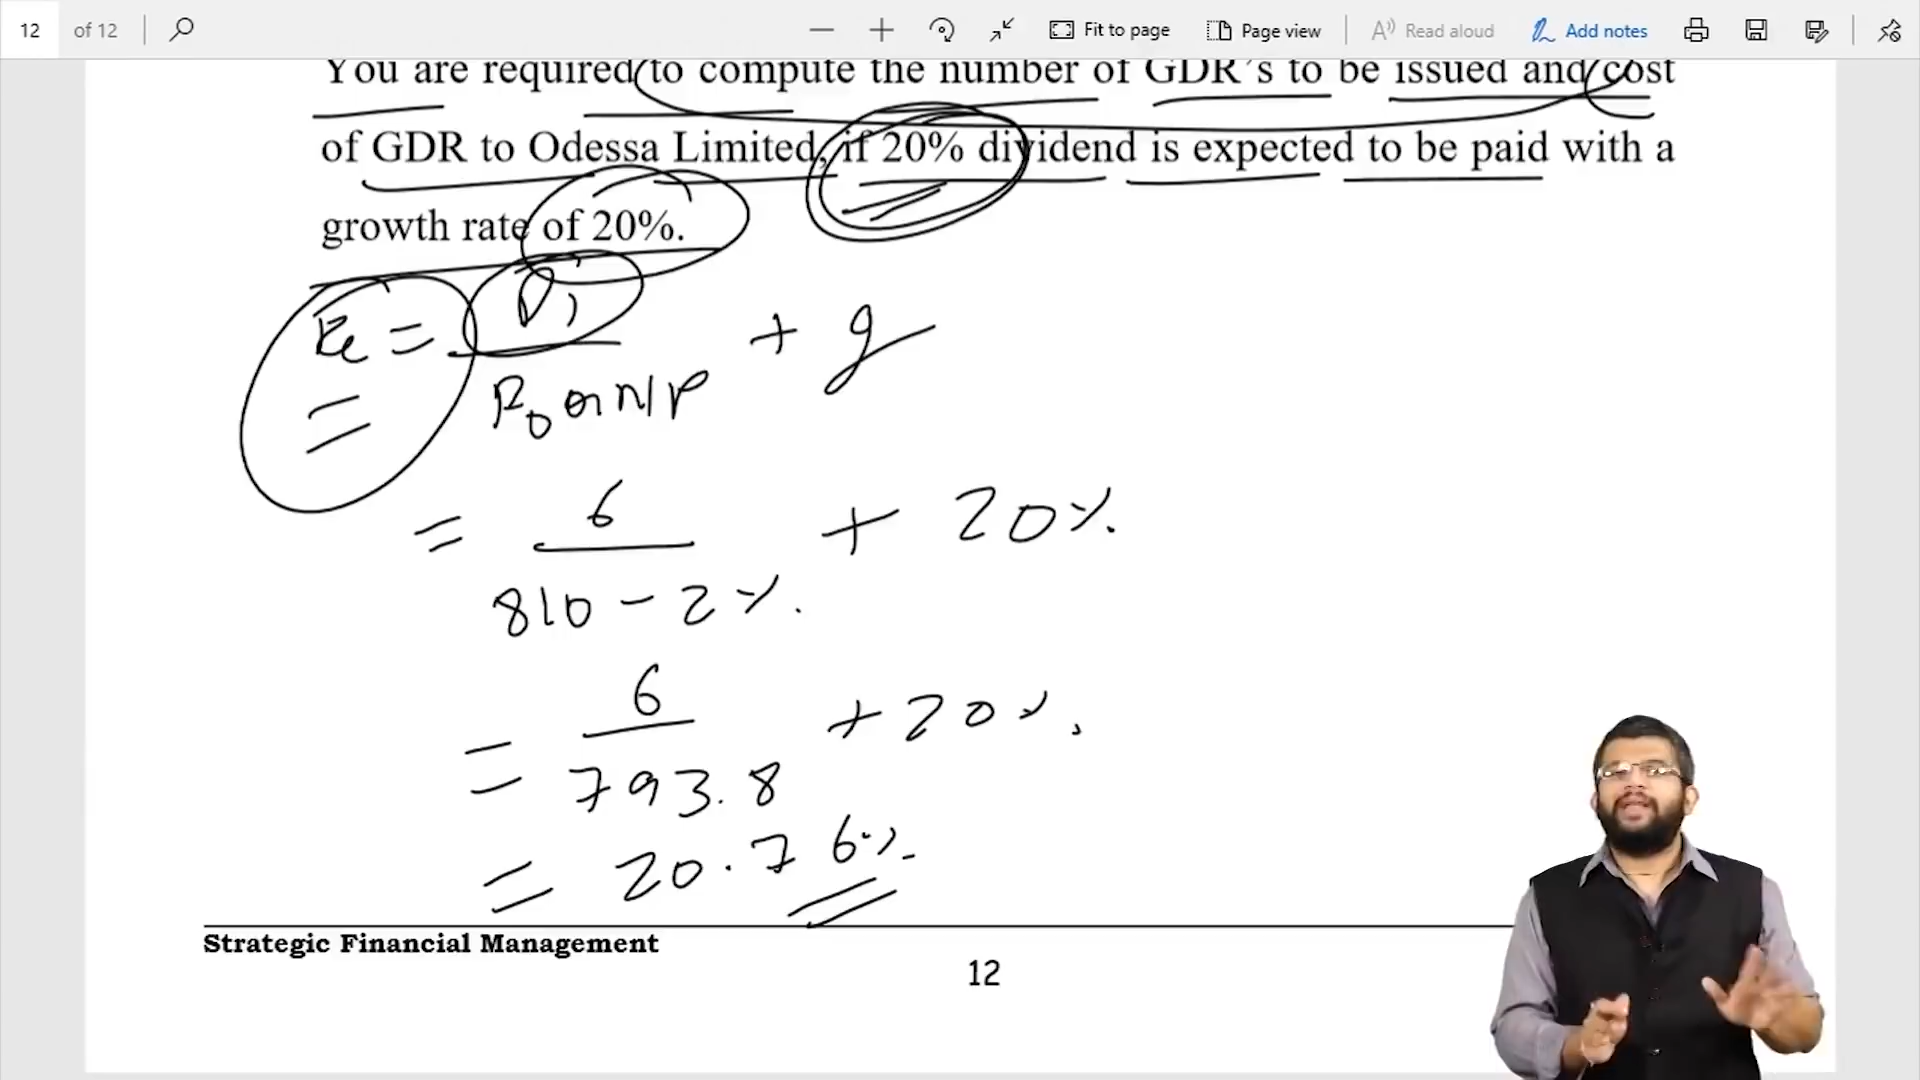 12 of 12 Fit to page Page view Read aloud Add notes
You are required to compute the number of GDR's to be issued and cost
of GDR to Odessa Limited, if 20% dividend is expected to be paid with a
growth rate of 20%.
Ke = D1 + g
P0 or n/p
= 6 + 20%
810 - 2%.
= 6 + 20%.
793.8
= 20.76%
Strategic Financial Management
12